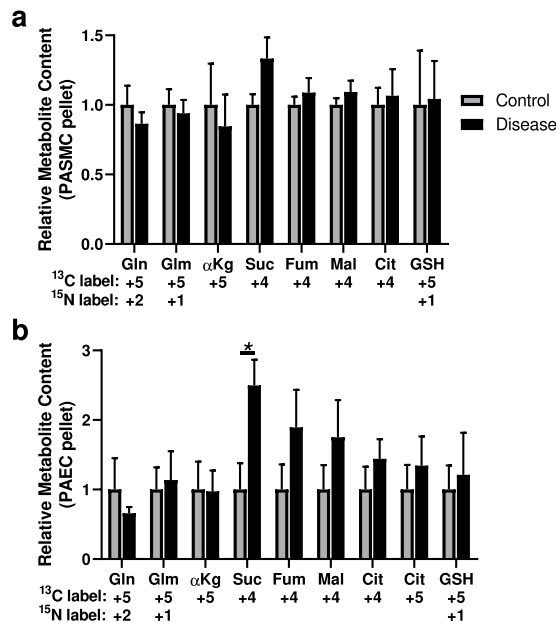 a
Relative Metabolite Content
(PASMC pellet)
1.5
1.0
0.5
0.0
Control
Disease
Gln Glm αKg Suc Fum Mal Cit GSH
¹³C label: +5 +5 +5 +4 +4 +4 +4 +5
¹⁵N label: +2 +1 +1
b
Relative Metabolite Content
(PAEC pellet)
3
2
1
0
*
Gln Glm αKg Suc Fum Mal Cit Cit GSH
¹³C label: +5 +5 +5 +4 +4 +4 +4 +5 +5
¹⁵N label: +2 +1 +1